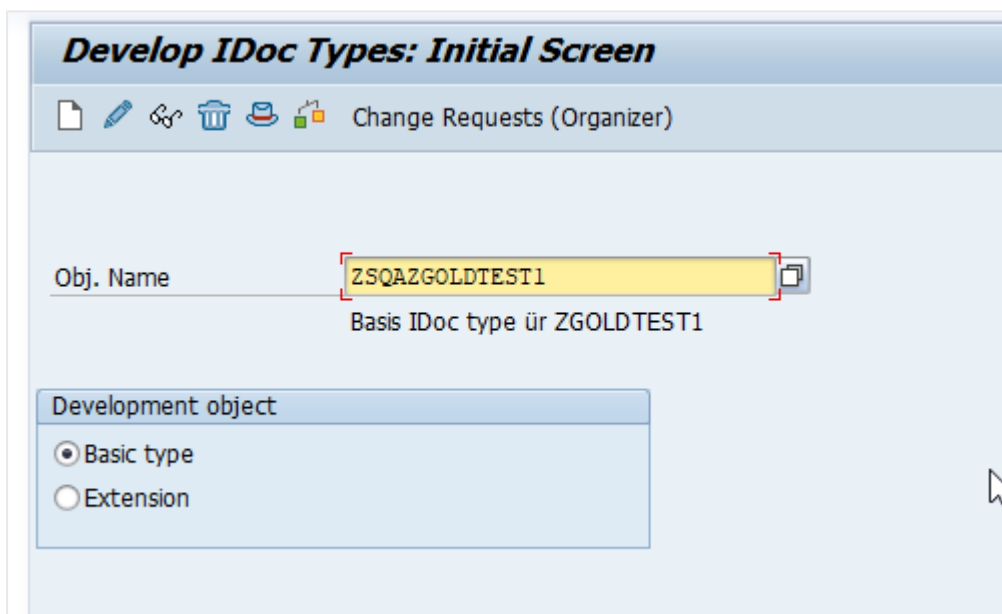 Develop IDoc Types: Initial Screen
Change Requests (Organizer)
Obj. Name ZSQAZGOLDTEST1
Basis IDoc type ür ZGOLDTEST1
Development object
Basic type
Extension